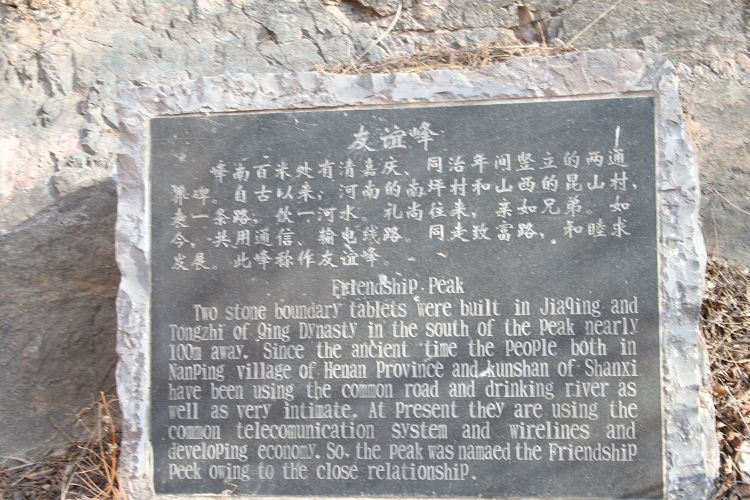 友谊峰
峰南百米处有清嘉庆、同治年间竖立的两通
界碑。自古以来，河南的南坪村和山西的昆山村，
走一条路，饮一河水。礼尚往来，亲如兄弟。如
今，共用通信、输电线路。同走致富路，和睦求
发展。此峰称作友谊峰。
Friendship Peak
Two stone boundary tablets were built in Jiaqing and
Tongzhi of Qing Dynasty in the south of the Peak nearly
100m away. Since the ancient time the people both in
NanPing village of Henan Province and kunshan of Shanxi
have been using the common road and drinking river as
well as very intimate. At Present they are using the
common telecomunication system and wirelines and
developing economy. So, the Peak was namaed the Friendship
Peek owing to the close relationship.